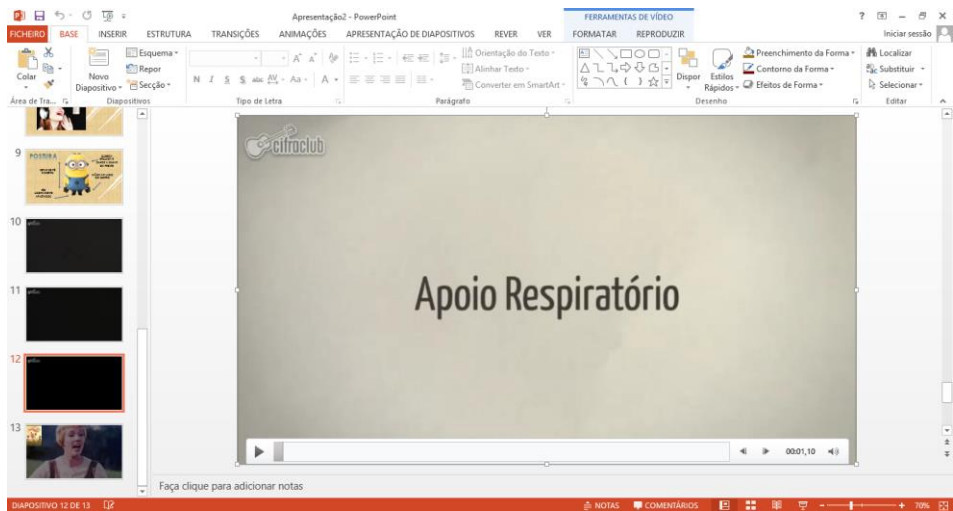 Apresentação2 - PowerPoint
FERRAMENTAS DE VÍDEO
FICHEIRO BASE INSERIR ESTRUTURA TRANSIÇÕES ANIMAÇÕES APRESENTAÇÃO DE DIAPOSITIVOS REVER VER FORMATAR REPRODUZIR Iniciar sessão
Colar
Novo
Diapositivo
Esquema
Repor
Secção
N I S S abc AV Aa A
Orientação do Texto
Alinhar Texto
Converter em SmartArt
Dispor
Estilos
Rápidos
Preenchimento da Forma
Contorno da Forma
Efeitos de Forma
Localizar
Substituir
Selecionar
Área de Tra... Diapositivos Tipo de Letra Parágrafo Desenho Editar
9
POSTURA
10
11
12
13
cifraclub
Apoio Respiratório
00:01,10
Faça clique para adicionar notas
DIAPOSITIVO 12 DE 13 NOTAS COMENTÁRIOS 70%